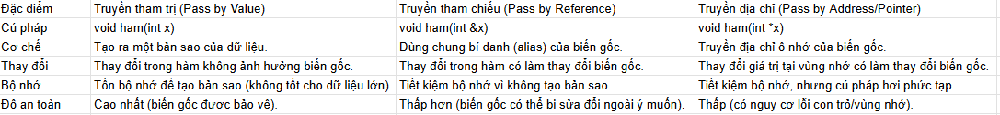 Đặc điểm Truyền tham trị (Pass by Value) Truyền tham chiếu (Pass by Reference) Truyền địa chỉ (Pass by Address/Pointer)
Cú pháp void ham(int x) void ham(int &x) void ham(int *x)
Cơ chế Tạo ra một bản sao của dữ liệu. Dùng chung bí danh (alias) của biến gốc. Truyền địa chỉ ô nhớ của biến gốc.
Thay đổi Thay đổi trong hàm không ảnh hưởng biến gốc. Thay đổi trong hàm có làm thay đổi biến gốc. Thay đổi giá trị tại vùng nhớ có làm thay đổi biến gốc.
Bộ nhớ Tốn bộ nhớ để tạo bản sao (không tốt cho dữ liệu lớn). Tiết kiệm bộ nhớ vì không tạo bản sao. Tiết kiệm bộ nhớ, nhưng cú pháp hơi phức tạp.
Độ an toàn Cao nhất (biến gốc được bảo vệ). Thấp hơn (biến gốc có thể bị sửa đổi ngoài ý muốn). Thấp (có nguy cơ lỗi con trỏ/vùng nhớ).